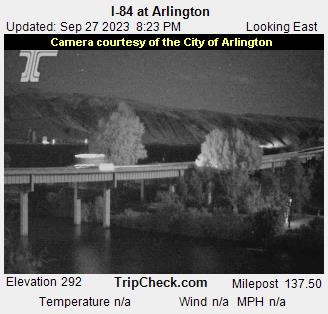 I-84 at Arlington
Updated: Sep 27 2023 8:23 PM Looking East
Camera courtesy of the City of Arlington
Elevation 292 TripCheck.com Milepost 137.50
Temperature n/a Wind n/a MPH n/a